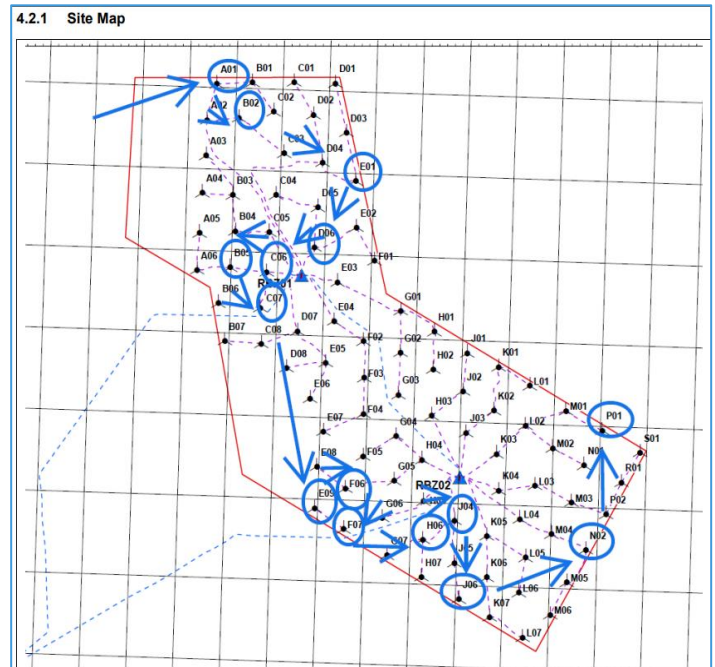 4.2.1 Site Map
A01 B01 C01 D01
A02 B02 C02 D02
D03
A03 C03 D04
E01
A04 B03 C04 D05
A05 B04 C05 E02
D06
A06 B05 C06 F01
RBZ01 E03
B06 C07 G01
E04 H01
B07 C08 D07 F02 G02 J01
D08 E05 H02 K01
F03 G03 J02 L01
E06 K02
F04 H03 M01 P01
E07 G04 J03 L02
H04 K03 M02 N01 S01
E08 F05 G05 R01
F06 RBZ02 K04 L03
E09 G06 J04 M03 P02
F07 H06 K05 L04
G07 J05 M04 N02
H07 K06 L05
J06 L06 M05
K07 M06
L07